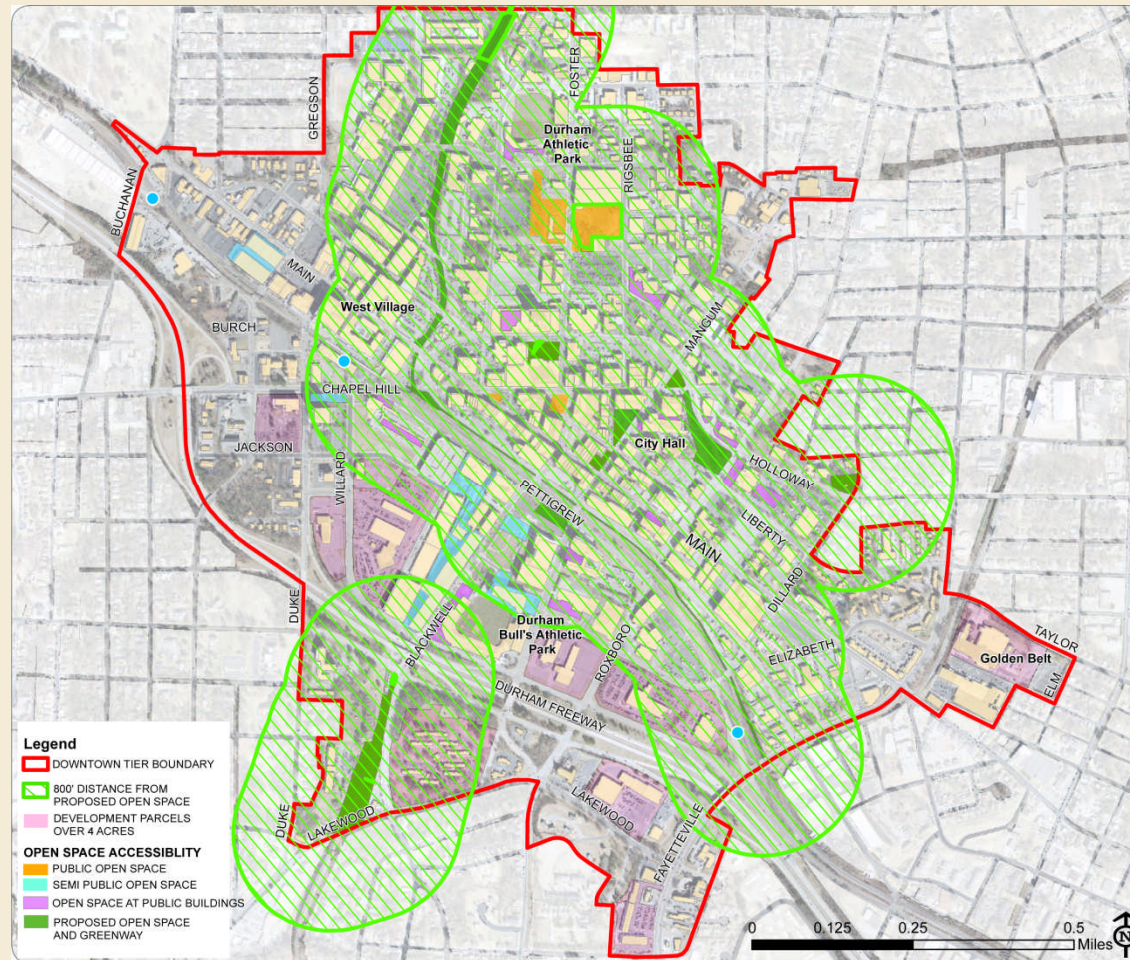 FOSTER
GREGSON
Durham
Athletic
Park
RIGSBEE
BUCHANAN
MAIN
West Village
MANGUM
BURCH
CHAPEL HILL
City Hall
JACKSON
HOLLOWAY
WILLARD
PETTIGREW
LIBERTY
MAIN
DILLARD
DUKE
BLACKWELL
Durham
Bull's Athletic
Park
ROXBORO
ELIZABETH
TAYLOR
Golden Belt
ELM
DURHAM FREEWAY
LAKEWOOD
DUKE
LAKEWOOD
FAYETTEVILLE
Legend
DOWNTOWN TIER BOUNDARY
800' DISTANCE FROM
PROPOSED OPEN SPACE
DEVELOPMENT PARCELS
OVER 4 ACRES
OPEN SPACE ACCESSIBLITY
PUBLIC OPEN SPACE
SEMI PUBLIC OPEN SPACE
OPEN SPACE AT PUBLIC BUILDINGS
PROPOSED OPEN SPACE
AND GREENWAY
0 0.125 0.25 0.5
Miles
N